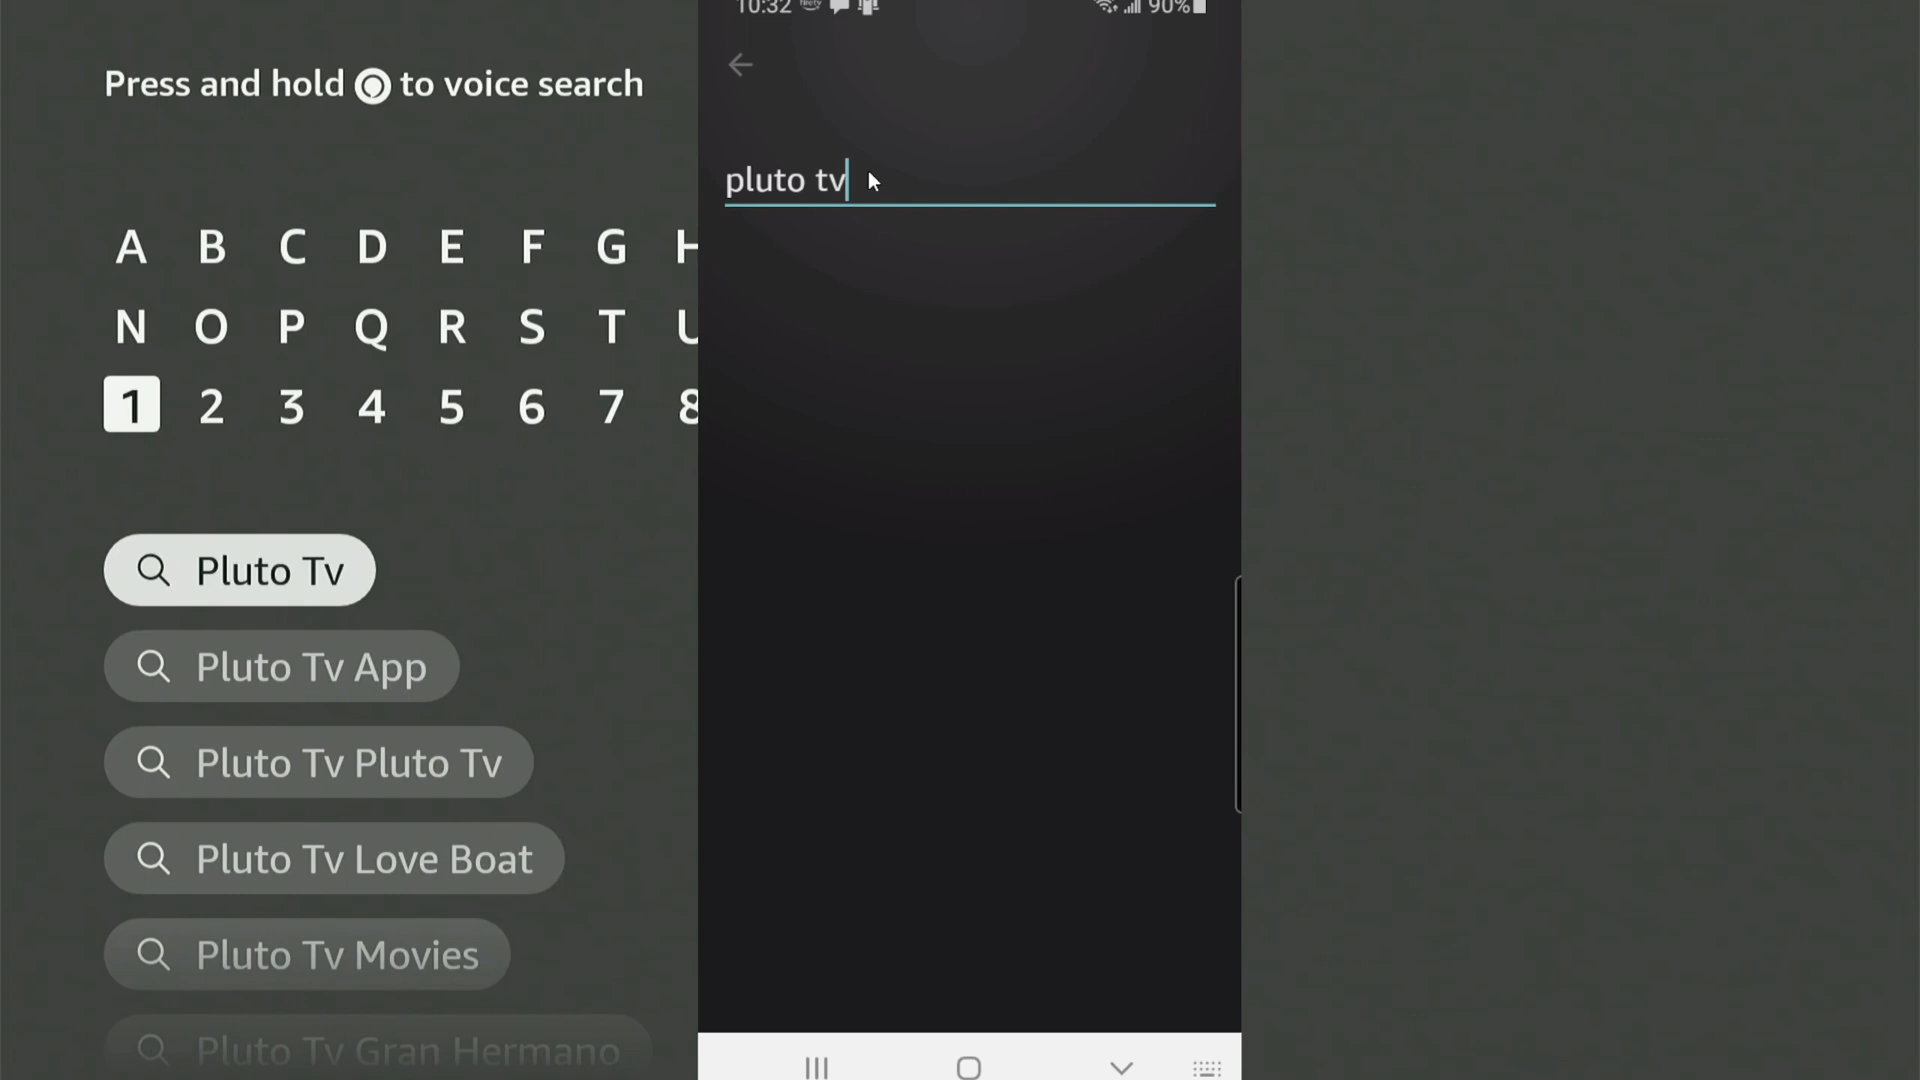 Press and hold to voice search
A B C D E F G H
N O P Q R S T U
1 2 3 4 5 6 7 8
Pluto Tv
Pluto Tv App
Pluto Tv Pluto Tv
Pluto Tv Love Boat
Pluto Tv Movies
Pluto Tv Gran Hermano
10:32 90%
pluto tv